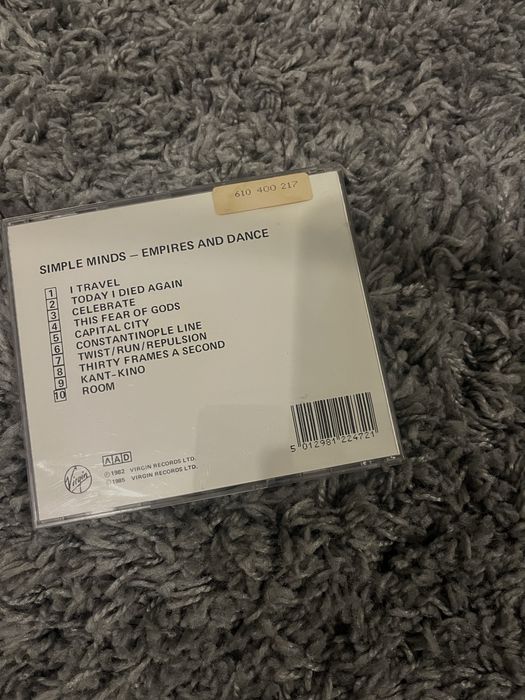 610 400 217
SIMPLE MINDS – EMPIRES AND DANCE
1 I TRAVEL
2 TODAY I DIED AGAIN
3 CELEBRATE
4 THIS FEAR OF GODS
5 CAPITAL CITY
6 CONSTANTINOPLE LINE
7 TWIST/RUN/REPULSION
8 THIRTY FRAMES A SECOND
9 KANT-KINO
10 ROOM
AAD
Virgin
℗ 1982 VIRGIN RECORDS LTD.
© 1985 VIRGIN RECORDS LTD.
5 012981 224721